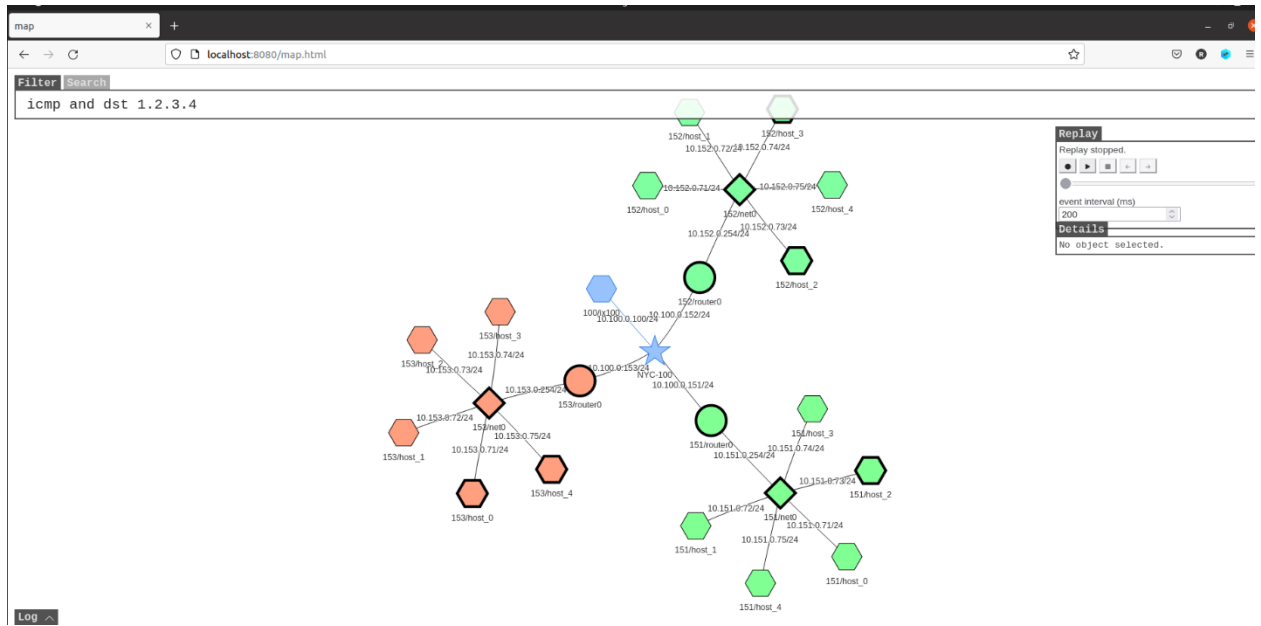 map × +
localhost:8080/map.html
Filter Search
icmp and dst 1.2.3.4
Replay
Replay stopped.
event interval (ms)
200
Details
No object selected.
152/host_1
152/host_3
10.152.0.72/24
10.152.0.74/24
152/host_0
10.152.0.71/24
10.152.0.75/24
152/host_4
152/net0
10.152.0.73/24
10.152.0.254/24
152/host_2
152/router0
100/ix100
10.100.0.100/24
10.100.0.152/24
153/host_3
153/host_2
10.153.0.74/24
10.153.0.73/24
10.100.0.153/24
NYC-100
10.100.0.151/24
10.153.0.254/24
153/router0
10.153.0.72/24
153/net0
10.153.0.75/24
153/host_1
10.153.0.71/24
153/host_4
153/host_0
151/host_3
151/router0
10.151.0.74/24
10.151.0.254/24
10.151.0.73/24
151/host_2
10.151.0.72/24
151/net0
10.151.0.71/24
151/host_1
10.151.0.75/24
151/host_0
151/host_4
Log